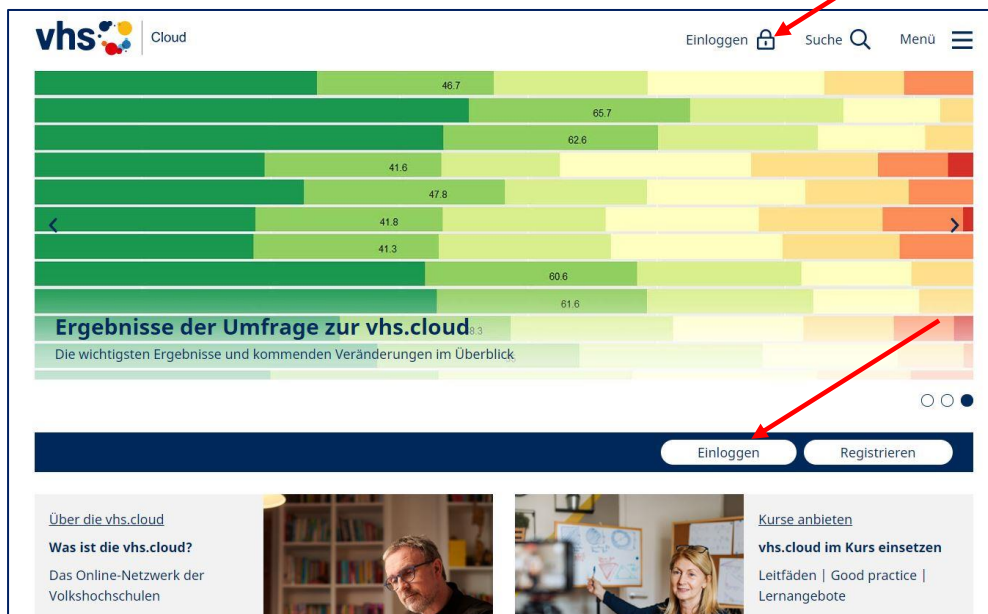 vhs Cloud
Einloggen Suche Menü
46.7
65.7
62.6
41.6
47.8
41.8
41.3
60.6
61.6
Ergebnisse der Umfrage zur vhs.cloud
Die wichtigsten Ergebnisse und kommenden Veränderungen im Überblick
Einloggen Registrieren
Über die vhs.cloud
Was ist die vhs.cloud?
Das Online-Netzwerk der
Volkshochschulen
Kurse anbieten
vhs.cloud im Kurs einsetzen
Leitfäden | Good practice |
Lernangebote